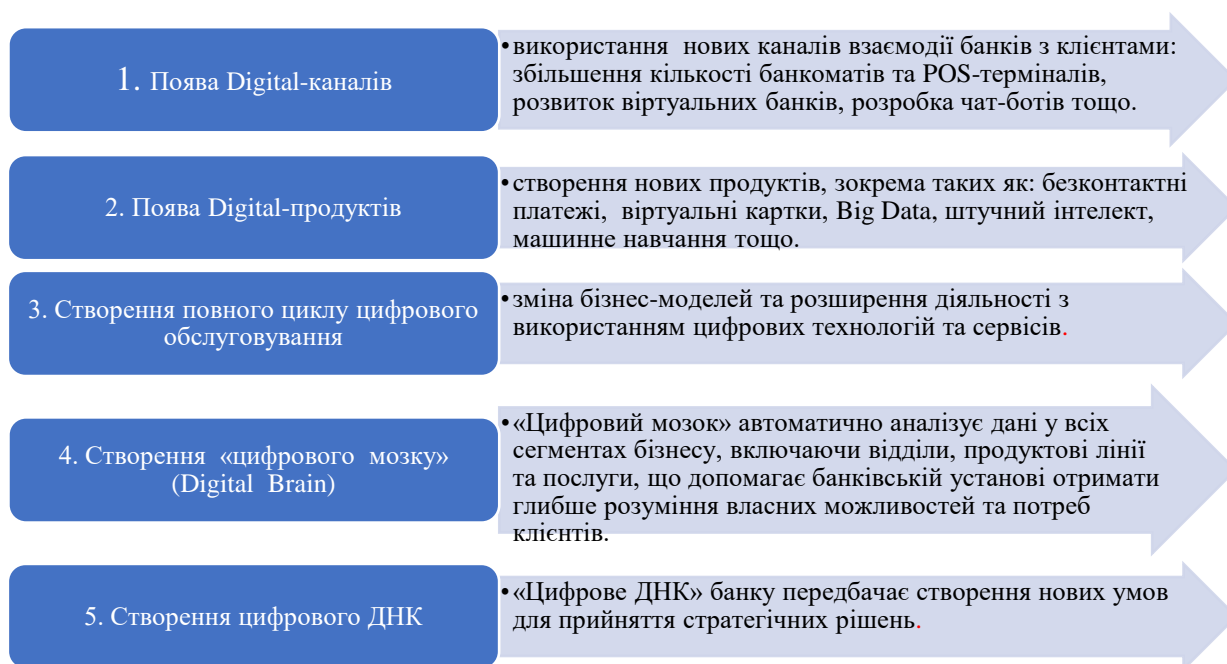 1. Поява Digital-каналів
•використання нових каналів взаємодії банків з клієнтами:
збільшення кількості банкоматів та POS-терміналів,
розвиток віртуальних банків, розробка чат-ботів тощо.
2. Поява Digital-продуктів
•створення нових продуктів, зокрема таких як: безконтактні
платежі, віртуальні картки, Big Data, штучний інтелект,
машинне навчання тощо.
3. Створення повного циклу цифрового
обслуговування
•зміна бізнес-моделей та розширення діяльності з
використанням цифрових технологій та сервісів.
4. Створення «цифрового мозку»
(Digital Brain)
•«Цифровий мозок» автоматично аналізує дані у всіх
сегментах бізнесу, включаючи відділи, продуктові лінії
та послуги, що допомагає банківській установі отримати
глибше розуміння власних можливостей та потреб
клієнтів.
5. Створення цифрового ДНК
•«Цифрове ДНК» банку передбачає створення нових умов
для прийняття стратегічних рішень.